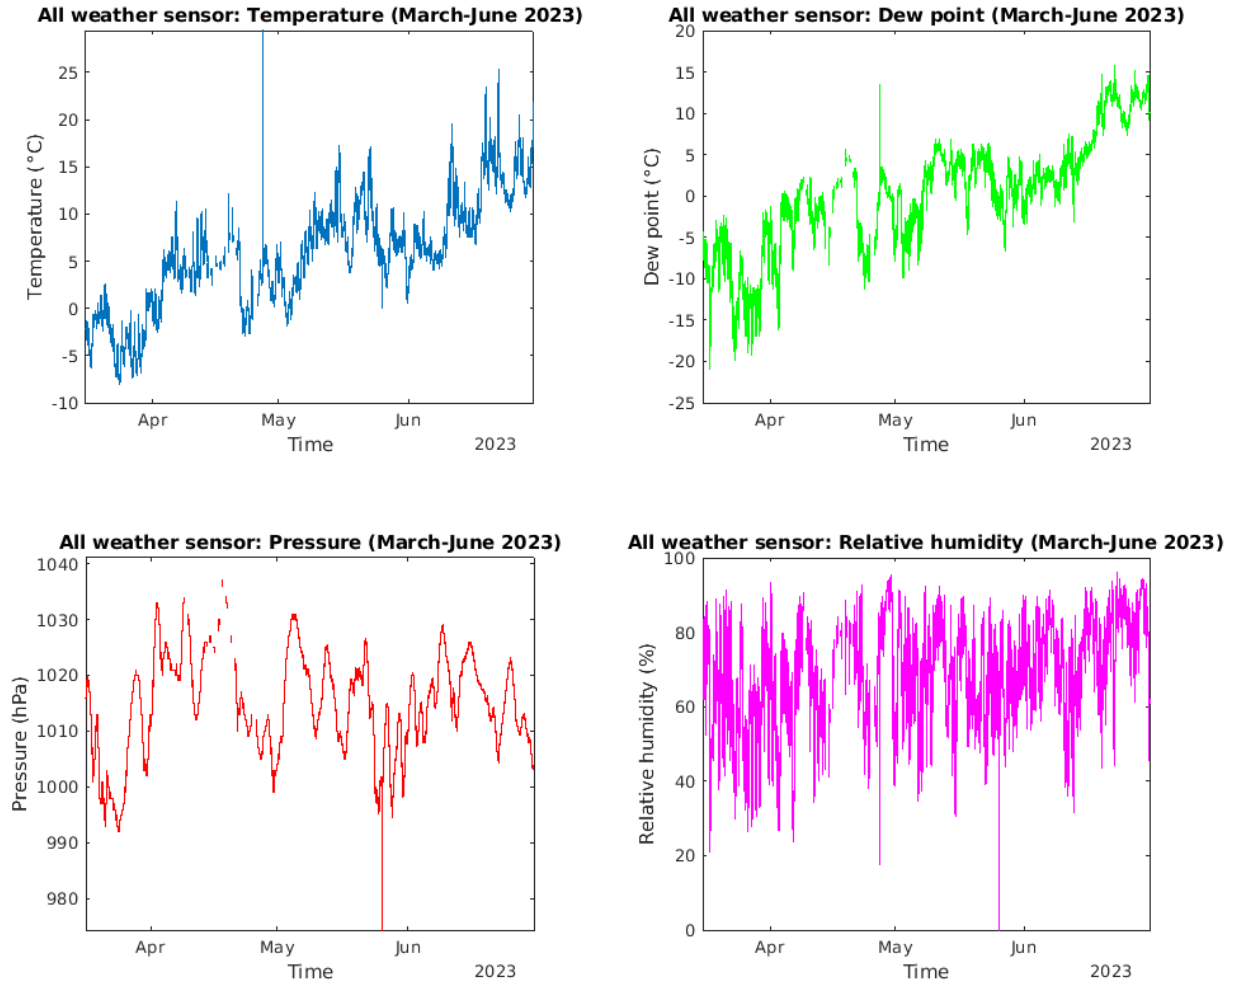 All weather sensor: Temperature (March-June 2023)
25
20
15
10
5
0
-5
-10
Temperature (°C)
Apr May Jun
Time 2023
All weather sensor: Dew point (March-June 2023)
20
15
10
5
0
-5
-10
-15
-20
-25
Dew point (°C)
Apr May Jun
Time 2023
All weather sensor: Pressure (March-June 2023)
1040
1030
1020
1010
1000
990
980
Pressure (hPa)
Apr May Jun
Time 2023
All weather sensor: Relative humidity (March-June 2023)
100
80
60
40
20
0
Relative humidity (%)
Apr May Jun
Time 2023